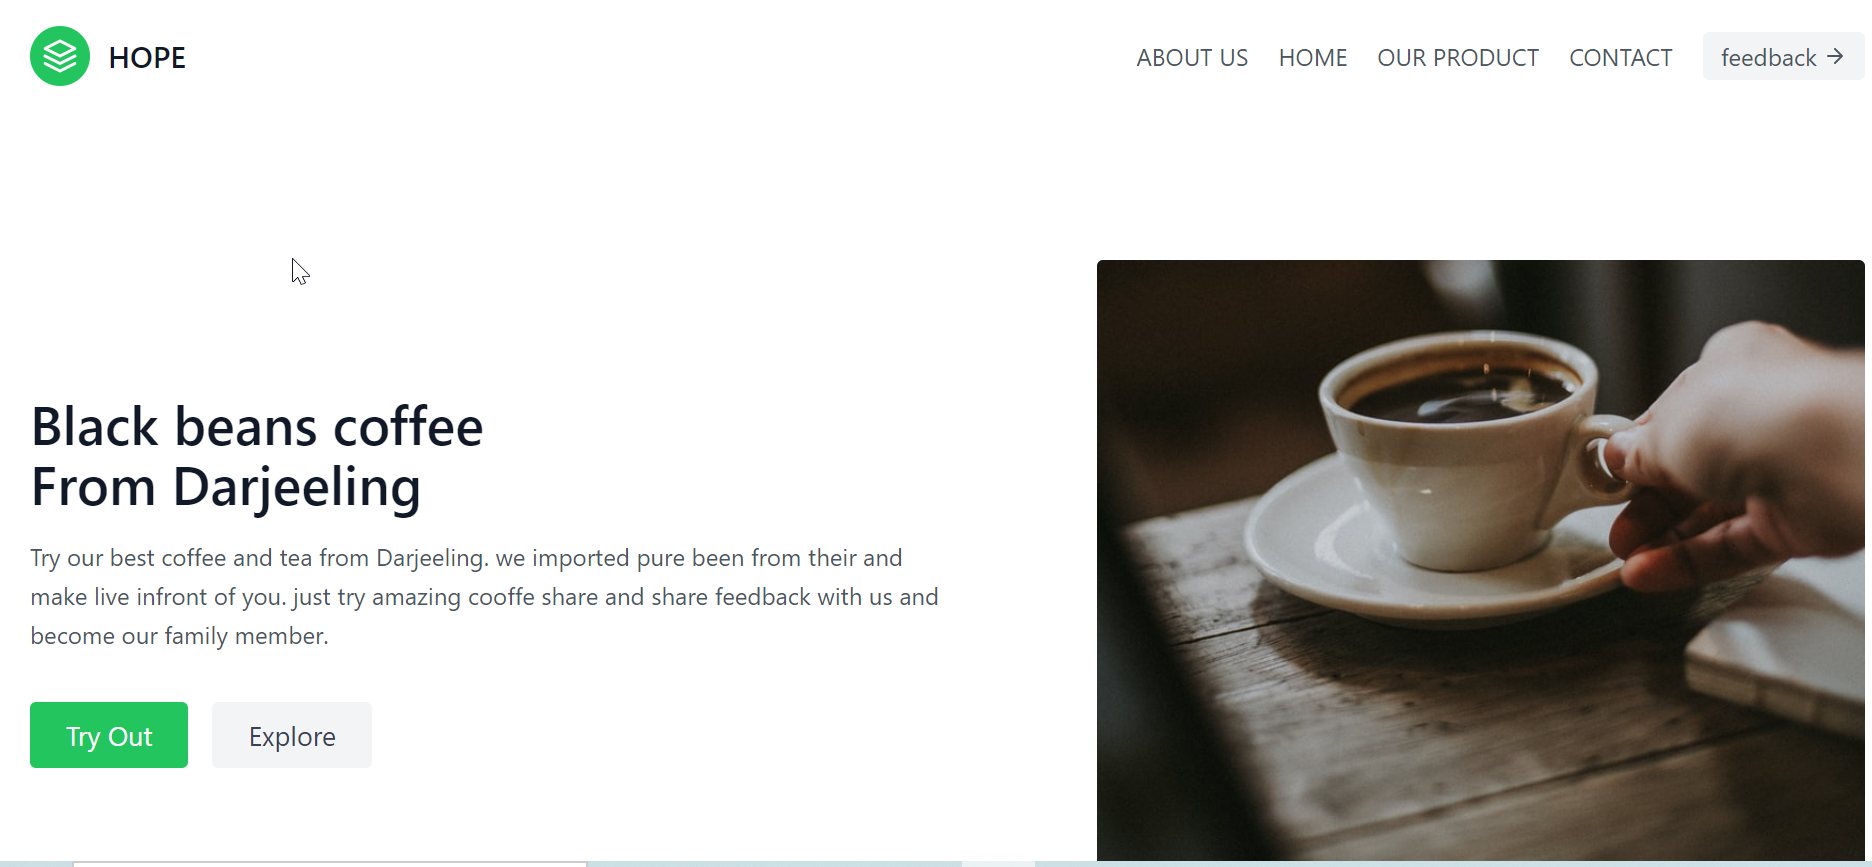 HOPE
ABOUT US HOME OUR PRODUCT CONTACT feedback →
Black beans coffee
From Darjeeling
Try our best coffee and tea from Darjeeling. we imported pure been from their and
make live infront of you. just try amazing cooffe share and share feedback with us and
become our family member.
Try Out Explore